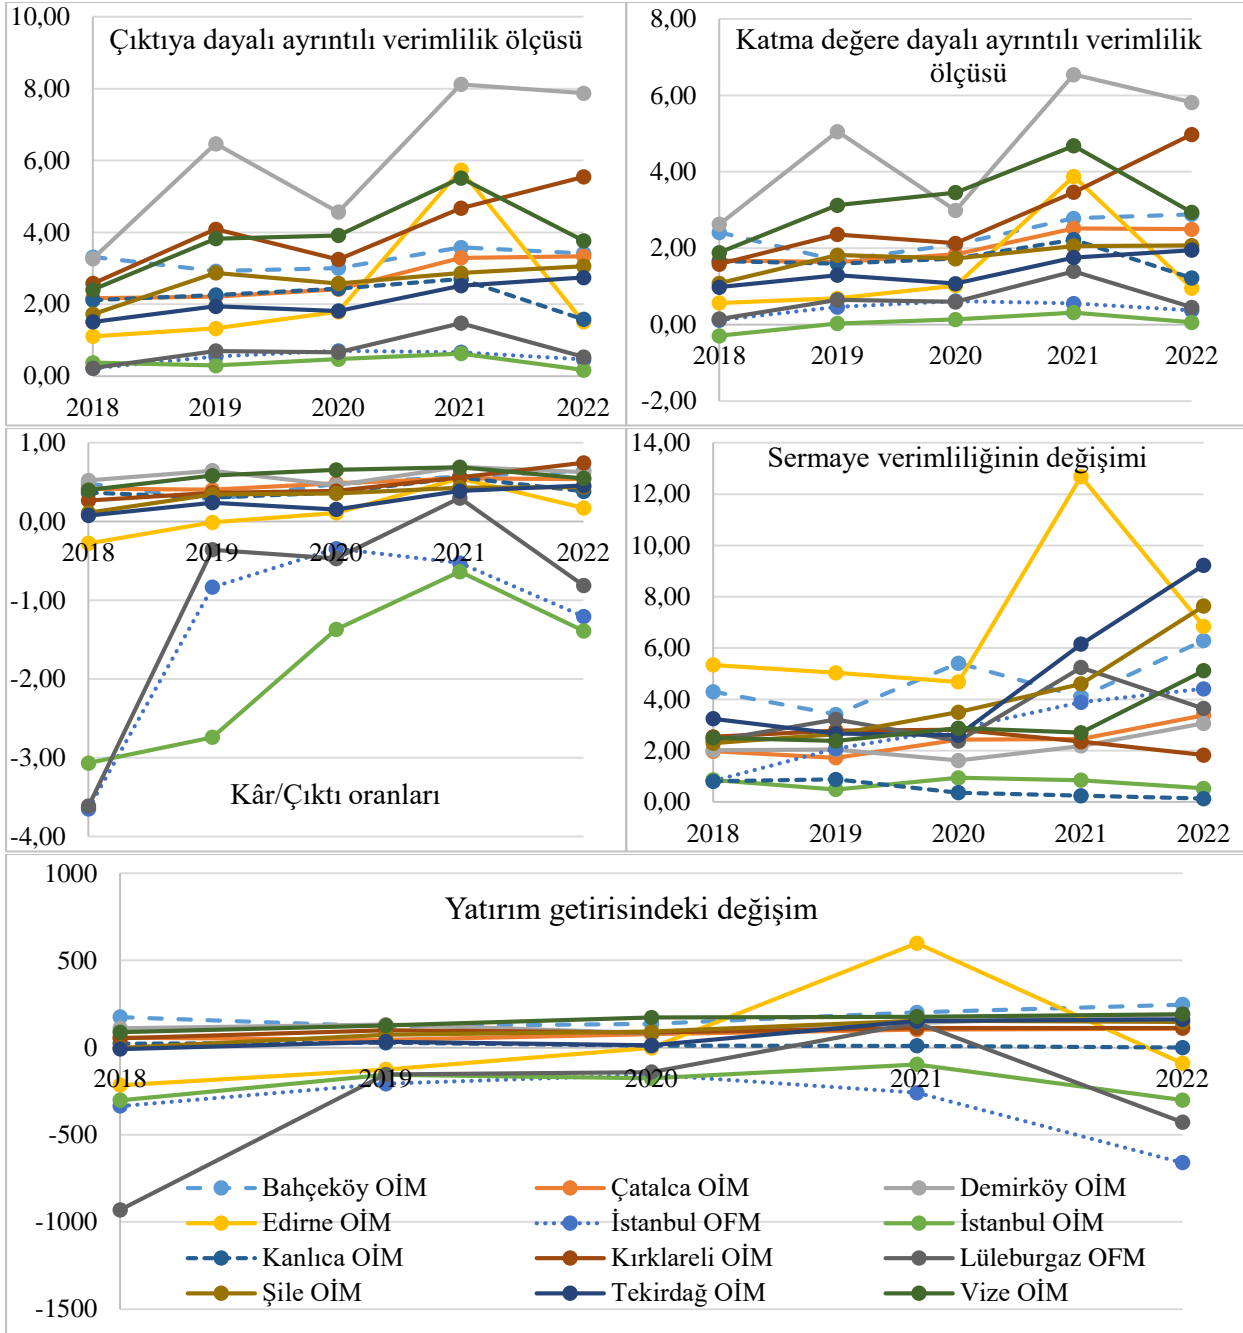 Çıktıya dayalı ayrıntılı verimlilik ölçüsü
10,00
8,00
6,00
4,00
2,00
0,00
2018 2019 2020 2021 2022
Katma değere dayalı ayrıntılı verimlilik
ölçüsü
8,00
6,00
4,00
2,00
0,00
-2,00
2018 2019 2020 2021 2022
1,00
0,00
-1,00
-2,00
-3,00
-4,00
2018 2019 2020 2021 2022
Kâr/Çıktı oranları
Sermaye verimliliğinin değişimi
14,00
12,00
10,00
8,00
6,00
4,00
2,00
0,00
2018 2019 2020 2021 2022
Yatırım getirisindeki değişim
1000
500
0
-500
-1000
-1500
2018 2019 2020 2021 2022
Bahçeköy OİM Çatalca OİM Demirköy OİM
Edirne OİM İstanbul OFM İstanbul OİM
Kanlıca OİM Kırklareli OİM Lüleburgaz OFM
Şile OİM Tekirdağ OİM Vize OİM